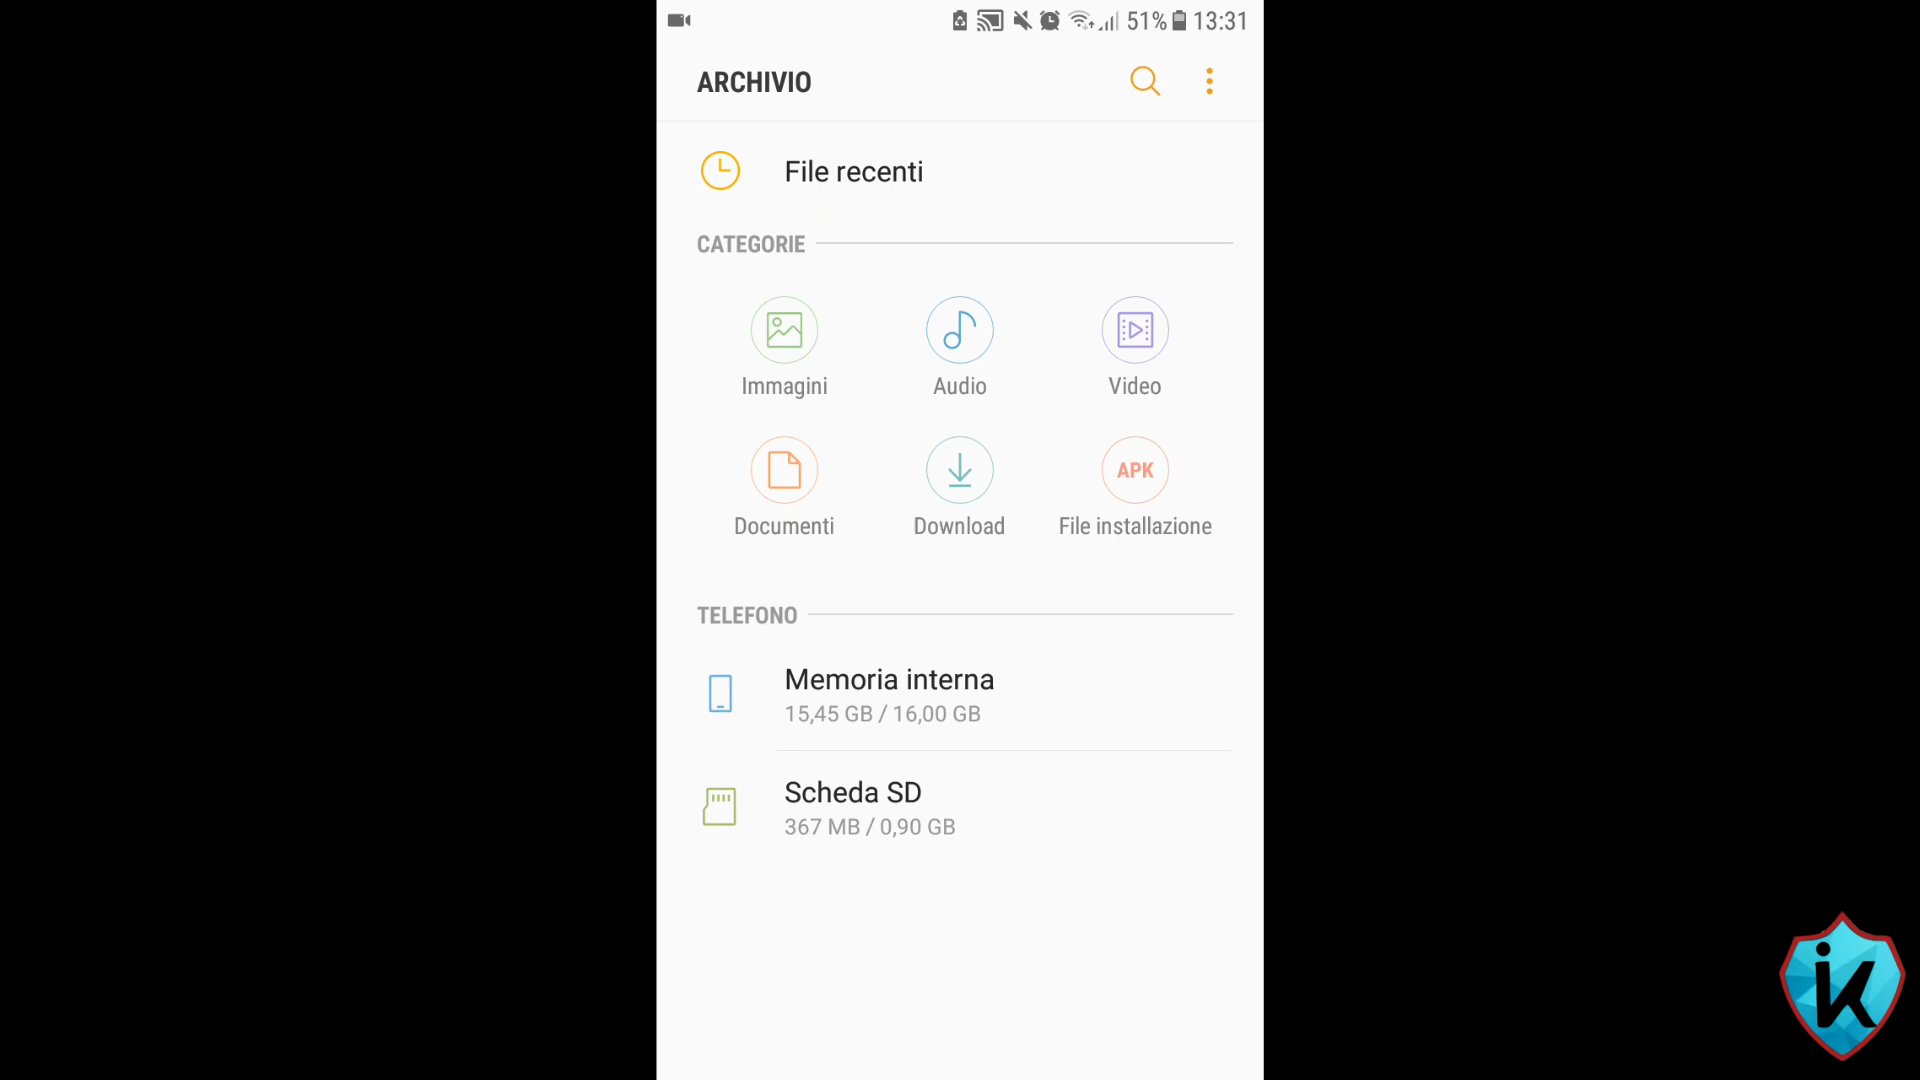 51% 13:31
ARCHIVIO
File recenti
CATEGORIE
Immagini Audio Video
APK
Documenti Download File installazione
TELEFONO
Memoria interna
15,45 GB / 16,00 GB
Scheda SD
367 MB / 0,90 GB
iK